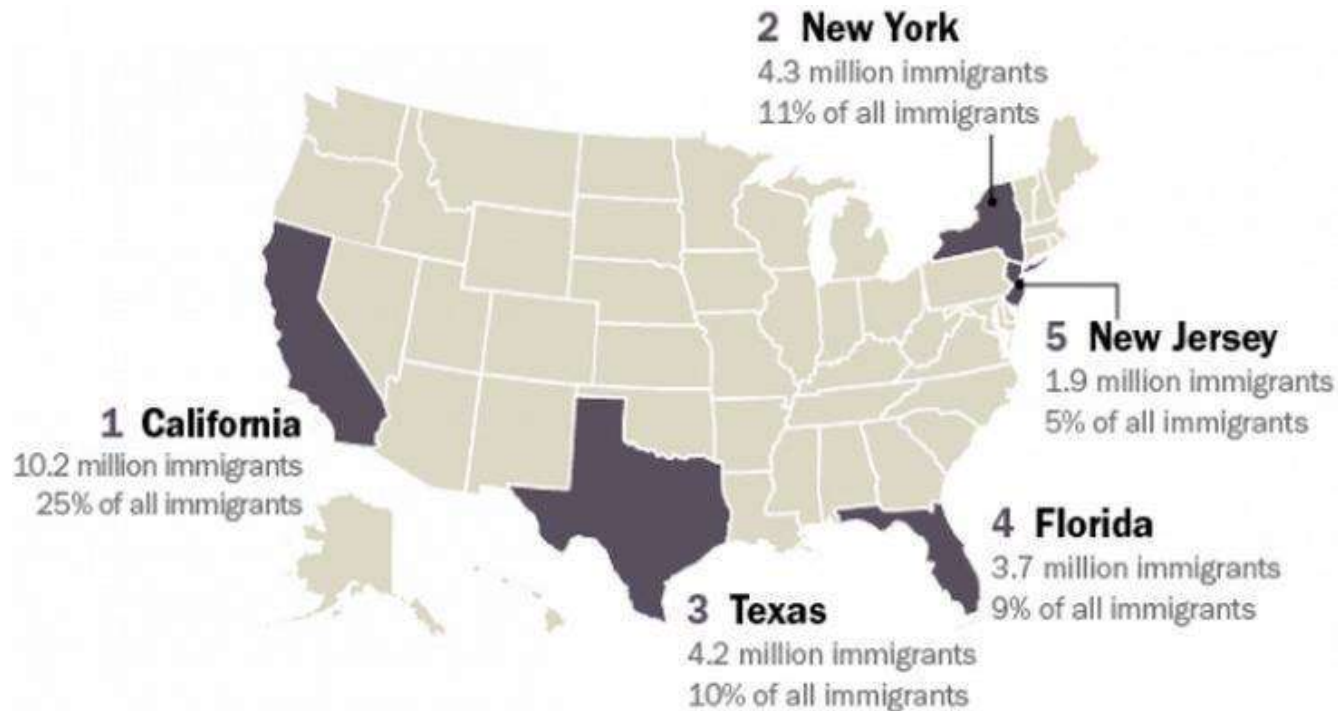 2 New York
4.3 million immigrants
11% of all immigrants
5 New Jersey
1.9 million immigrants
5% of all immigrants
1 California
10.2 million immigrants
25% of all immigrants
4 Florida
3.7 million immigrants
9% of all immigrants
3 Texas
4.2 million immigrants
10% of all immigrants